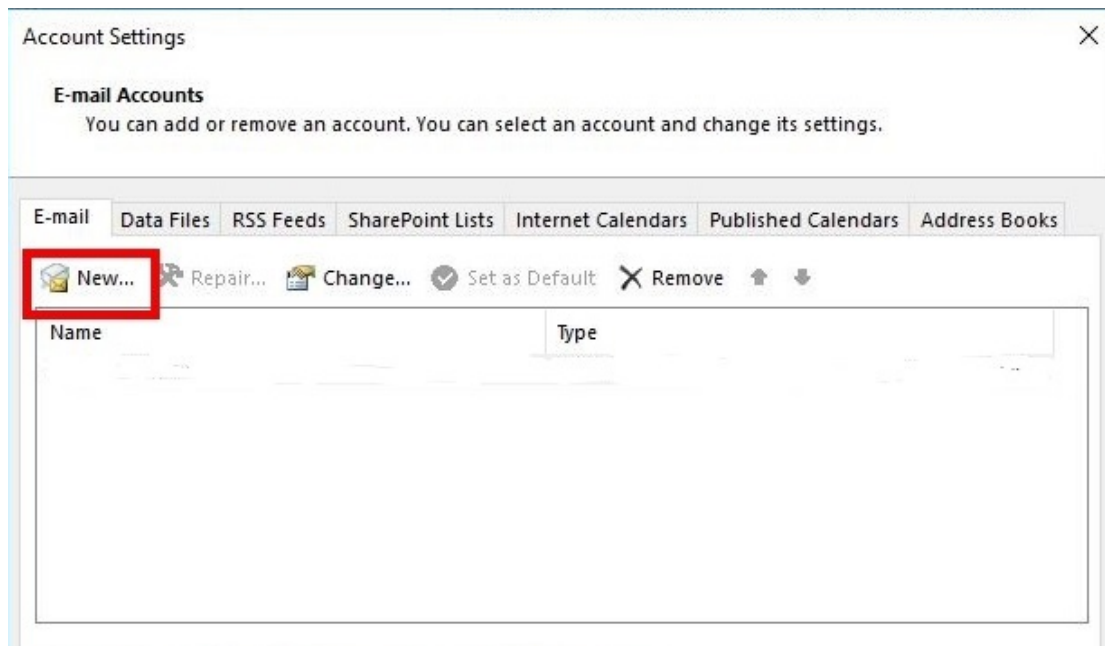 Account Settings
E-mail Accounts
You can add or remove an account. You can select an account and change its settings.
E-mail Data Files RSS Feeds SharePoint Lists Internet Calendars Published Calendars Address Books
New... Repair... Change... Set as Default Remove
Name Type